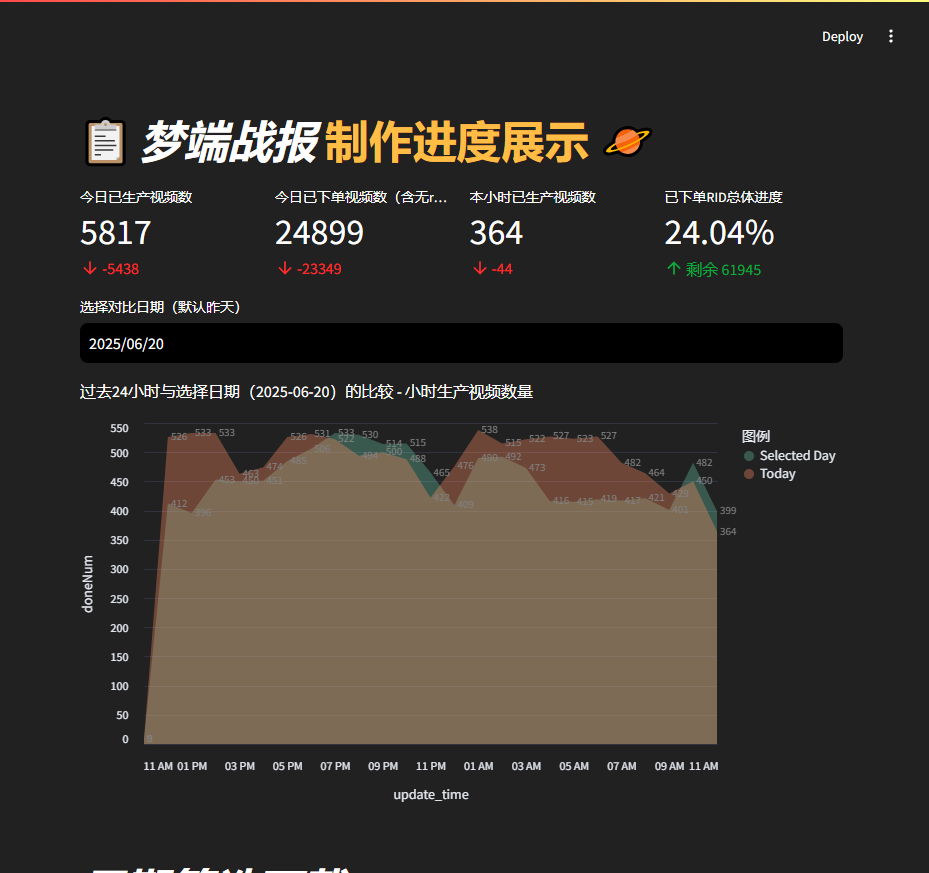 Deploy
梦端战报 制作进度展示
今日已生产视频数
5817
-5438
今日已下单视频数（含无r...
24899
-23349
本小时已生产视频数
364
-44
已下单RID总体进度
24.04%
剩余 61945
选择对比日期（默认昨天）
2025/06/20
过去24小时与选择日期（2025-06-20）的比较 - 小时生产视频数量
图例
Selected Day
Today
doneNum
550
500
450
400
350
300
250
200
150
100
50
0
526 533 533 463 474 526 531 522 494 500 488 422 476 538 515 522 527 523 527 482 464 428 450 364
412 396 453 450 451 485 506 533 530 514 515 465 409 490 492 473 416 415 419 417 421 401 482 399
11 AM 01 PM 03 PM 05 PM 07 PM 09 PM 11 PM 01 AM 03 AM 05 AM 07 AM 09 AM 11 AM
update_time